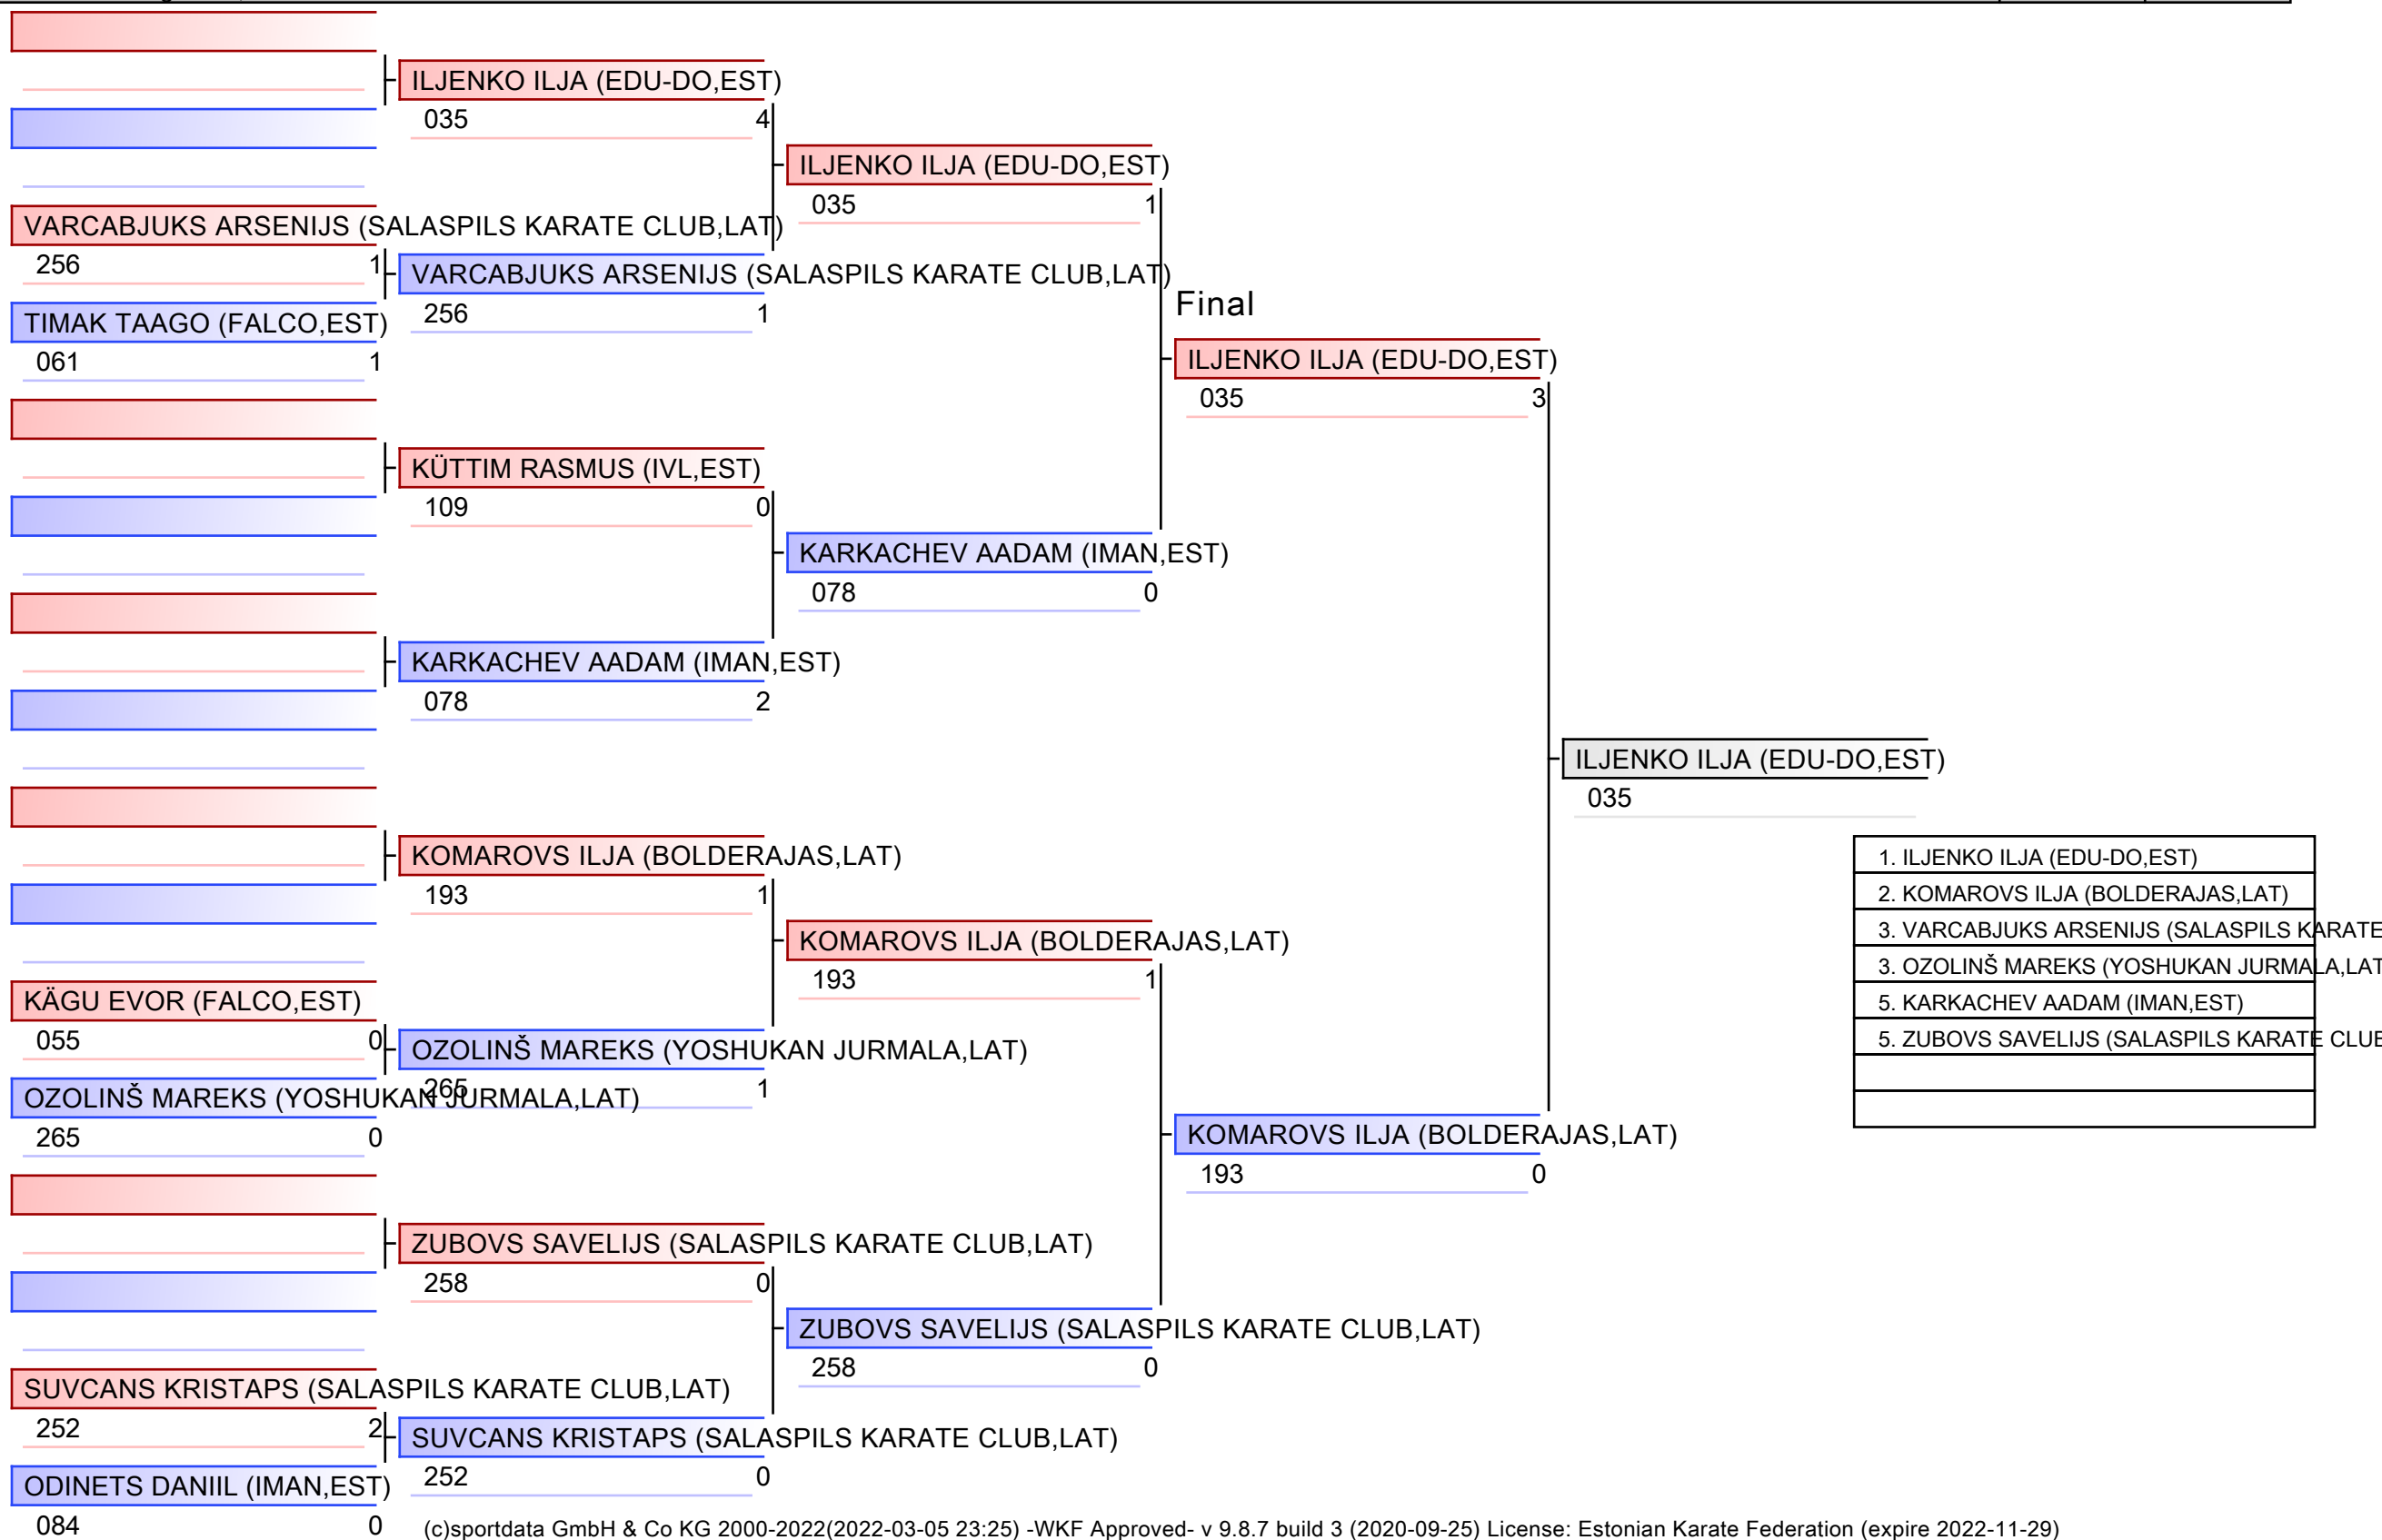 ILJENKO ILJA (EDU-DO,EST)
035 4
VARCABJUKS ARSENIJS (SALASPILS KARATE CLUB,LAT)
256 1
TIMAK TAAGO (FALCO,EST)
061 1
VARCABJUKS ARSENIJS (SALASPILS KARATE CLUB,LAT)
256 1
ILJENKO ILJA (EDU-DO,EST)
035 1
KÜTTIM RASMUS (IVL,EST)
109 0
KARKACHEV AADAM (IMAN,EST)
078 2
KARKACHEV AADAM (IMAN,EST)
078 0
Final
ILJENKO ILJA (EDU-DO,EST)
035 3
KOMAROVS ILJA (BOLDERAJAS,LAT)
193 1
KÄGU EVOR (FALCO,EST)
055 0
OZOLINŠ MAREKS (YOSHUKAN JURMALA,LAT)
265 0
OZOLINŠ MAREKS (YOSHUKAN JURMALA,LAT)
265 1
KOMAROVS ILJA (BOLDERAJAS,LAT)
193 1
ZUBOVS SAVELIJS (SALASPILS KARATE CLUB,LAT)
258 0
SUVCANS KRISTAPS (SALASPILS KARATE CLUB,LAT)
252 2
ODINETS DANIIL (IMAN,EST)
084 0
SUVCANS KRISTAPS (SALASPILS KARATE CLUB,LAT)
252 0
ZUBOVS SAVELIJS (SALASPILS KARATE CLUB,LAT)
258 0
KOMAROVS ILJA (BOLDERAJAS,LAT)
193 0
ILJENKO ILJA (EDU-DO,EST)
035
1. ILJENKO ILJA (EDU-DO,EST)
2. KOMAROVS ILJA (BOLDERAJAS,LAT)
3. VARCABJUKS ARSENIJS (SALASPILS KARATE
3. OZOLINŠ MAREKS (YOSHUKAN JURMALA,LAT
5. KARKACHEV AADAM (IMAN,EST)
5. ZUBOVS SAVELIJS (SALASPILS KARATE CLUB
(c)sportdata GmbH & Co KG 2000-2022(2022-03-05 23:25) -WKF Approved- v 9.8.7 build 3 (2020-09-25) License: Estonian Karate Federation (expire 2022-11-29)